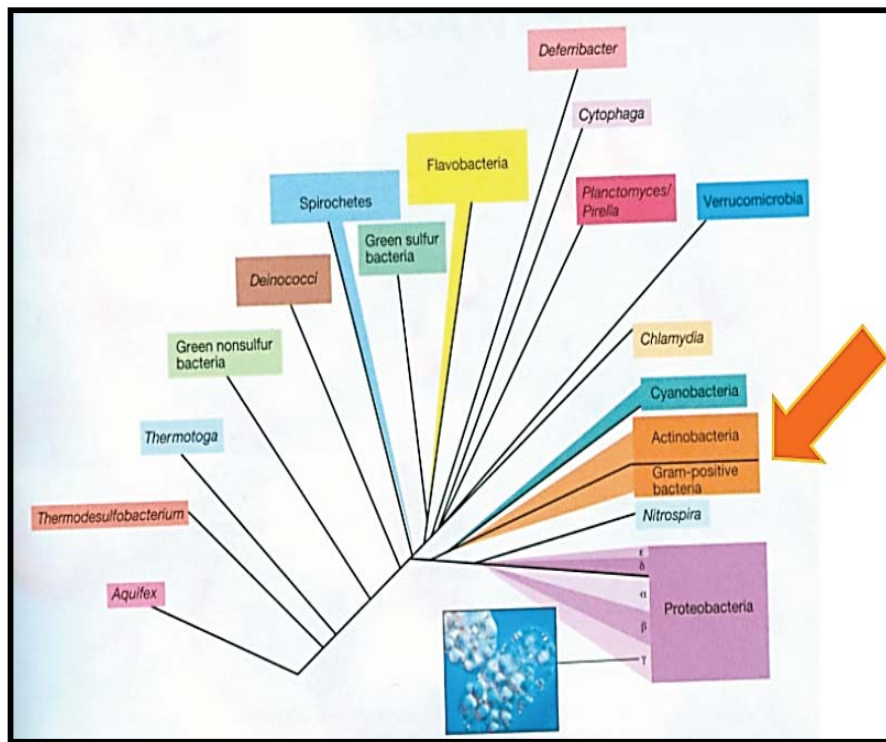 Deferribacter
Cytophaga
Flavobacteria
Planctomyces/
Pirella
Verrucomicrobia
Spirochetes
Green sulfur
bacteria
Deinococci
Green nonsulfur
bacteria
Chlamydia
Cyanobacteria
Thermotoga
Actinobacteria
Gram-positive
bacteria
Thermodesulfobacterium
Nitrospira
ε
δ
Aquifex
α
Proteobacteria
β
γ